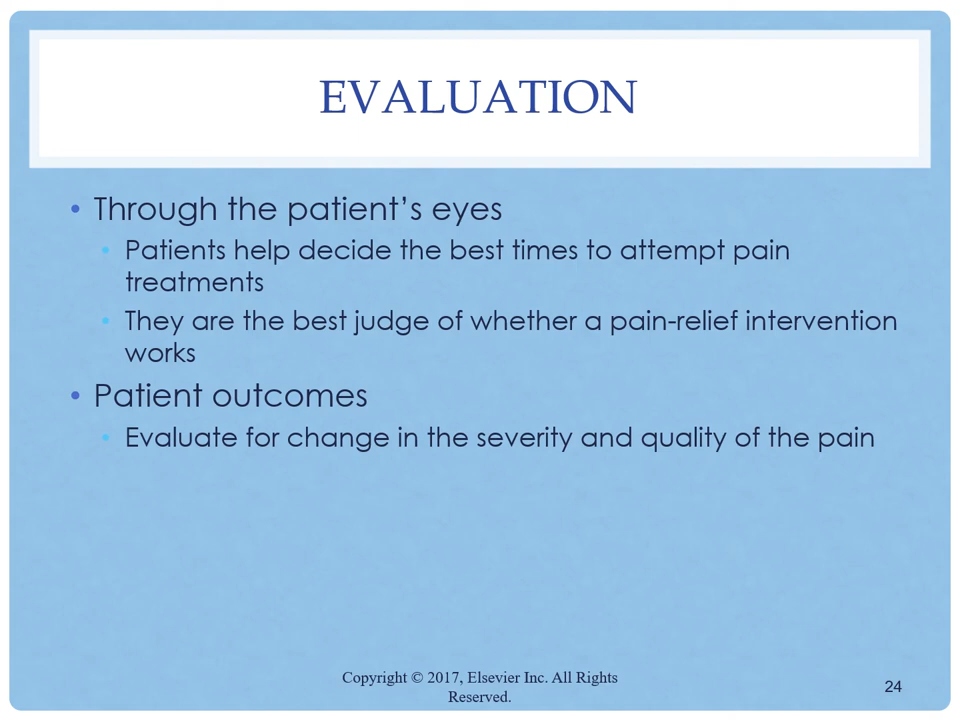 EVALUATION
• Through the patient’s eyes
• Patients help decide the best times to attempt pain
treatments
• They are the best judge of whether a pain-relief intervention
works
• Patient outcomes
• Evaluate for change in the severity and quality of the pain
Copyright © 2017, Elsevier Inc. All Rights
Reserved.
24